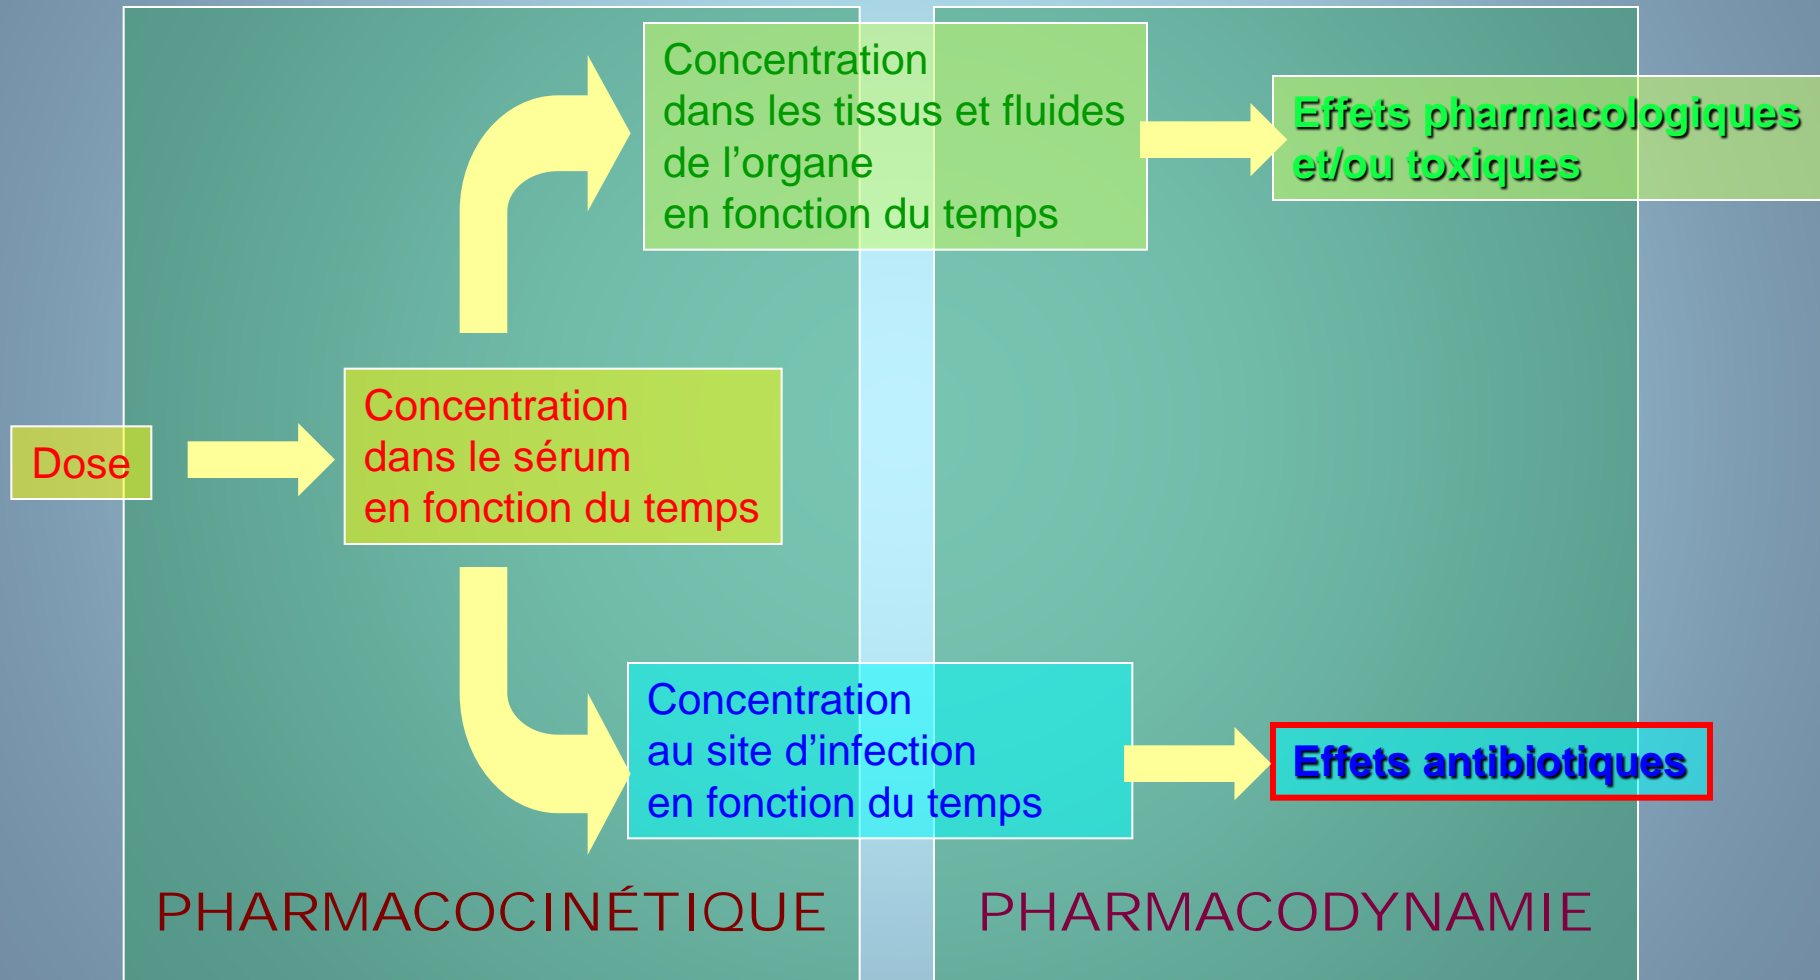 Concentration
dans les tissus et fluides
de l’organe
en fonction du temps
Effets pharmacologiques
et/ou toxiques
Dose
Concentration
dans le sérum
en fonction du temps
Concentration
au site d’infection
en fonction du temps
Effets antibiotiques
PHARMACOCINÉTIQUE
PHARMACODYNAMIE